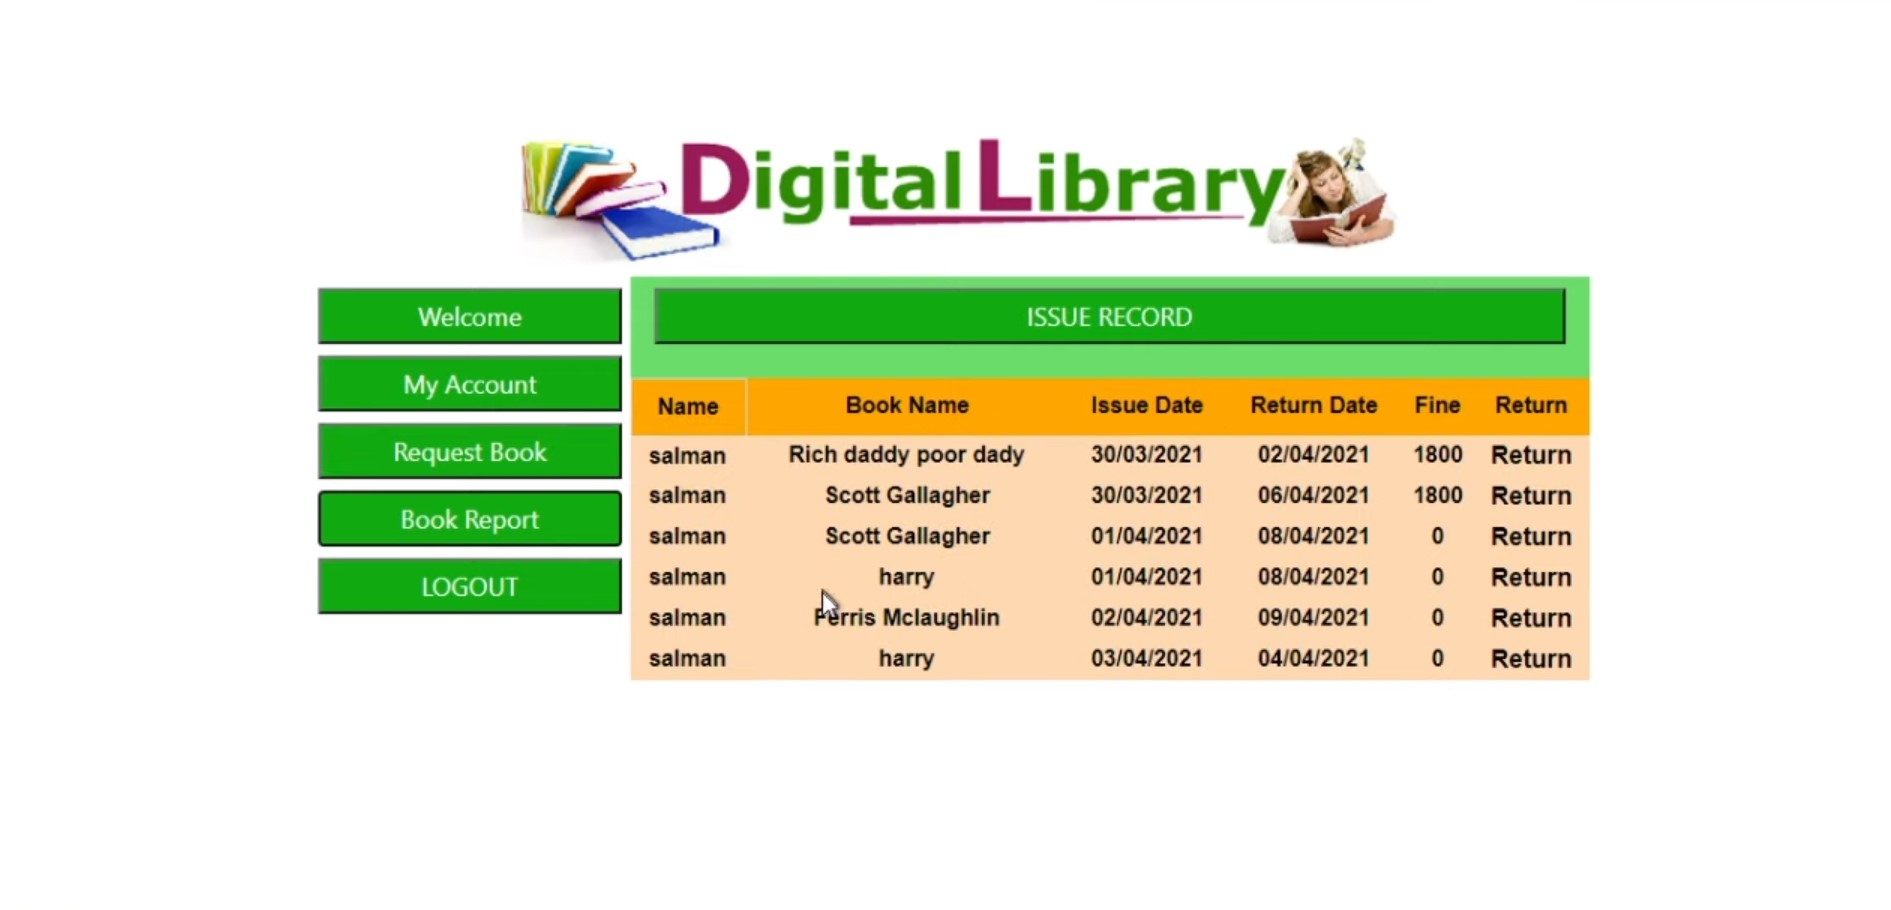 Digital Library
Welcome
My Account
Request Book
Book Report
LOGOUT
ISSUE RECORD
Name Book Name Issue Date Return Date Fine Return
salman Rich daddy poor dady 30/03/2021 02/04/2021 1800 Return
salman Scott Gallagher 30/03/2021 06/04/2021 1800 Return
salman Scott Gallagher 01/04/2021 08/04/2021 0 Return
salman harry 01/04/2021 08/04/2021 0 Return
salman Ferris Mclaughlin 02/04/2021 09/04/2021 0 Return
salman harry 03/04/2021 04/04/2021 0 Return